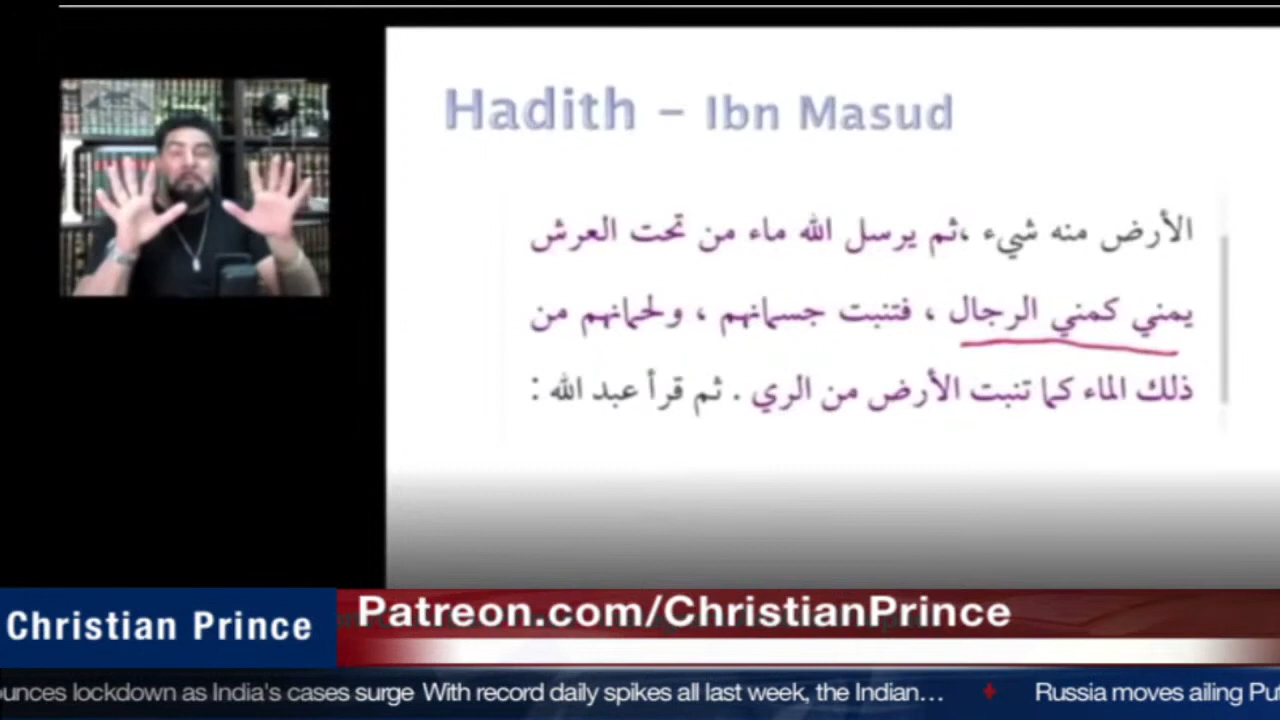 Hadith – Ibn Masud
الأرض منه شيء ،ثم يرسل الله ماء من تحت العرش
يمني كمني الرجال ، فتنبت جسمانهم ، ولحمانهم من
ذلك الماء كما تنبت الأرض من الري . ثم قرأ عبد الله :
Christian Prince
Patreon.com/ChristianPrince
ounces lockdown as India's cases surge With record daily spikes all last week, the Indian… Russia moves ailing Put